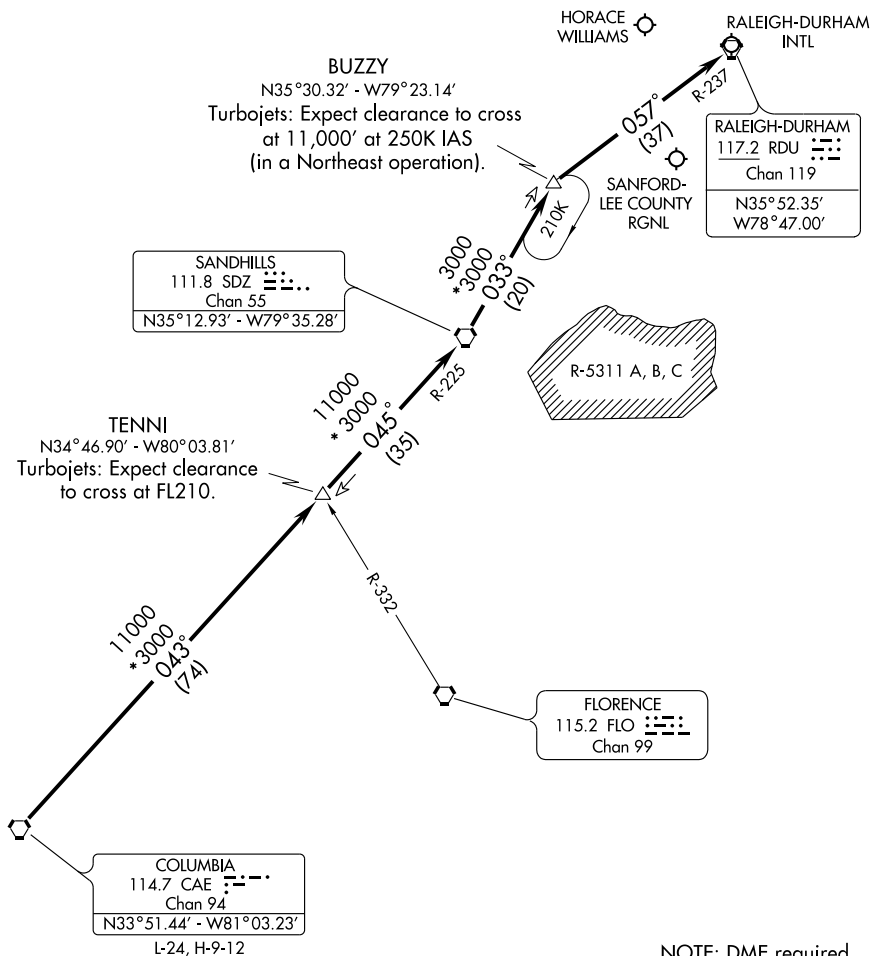 HORACE
WILLIAMS
RALEIGH-DURHAM
INTL
BUZZY
N35°30.32' - W79°23.14'
Turbojets: Expect clearance to cross
at 11,000' at 250K IAS
(in a Northeast operation).
057°
(37)
R-237
RALEIGH-DURHAM
117.2 RDU
Chan 119
N35°52.35'
W78°47.00'
SANFORD-
LEE COUNTY
RGNL
210K
SANDHILLS
111.8 SDZ
Chan 55
N35°12.93' - W79°35.28'
3000
*3000
033°
(20)
R-5311 A, B, C
11000
* 3000
045°
(35)
R-225
TENNI
N34°46.90' - W80°03.81'
Turbojets: Expect clearance
to cross at FL210.
R-332
11000
*3000
043°
(74)
FLORENCE
115.2 FLO
Chan 99
COLUMBIA
114.7 CAE
Chan 94
N33°51.44' - W81°03.23'
L-24, H-9-12
NOTE: DME required.